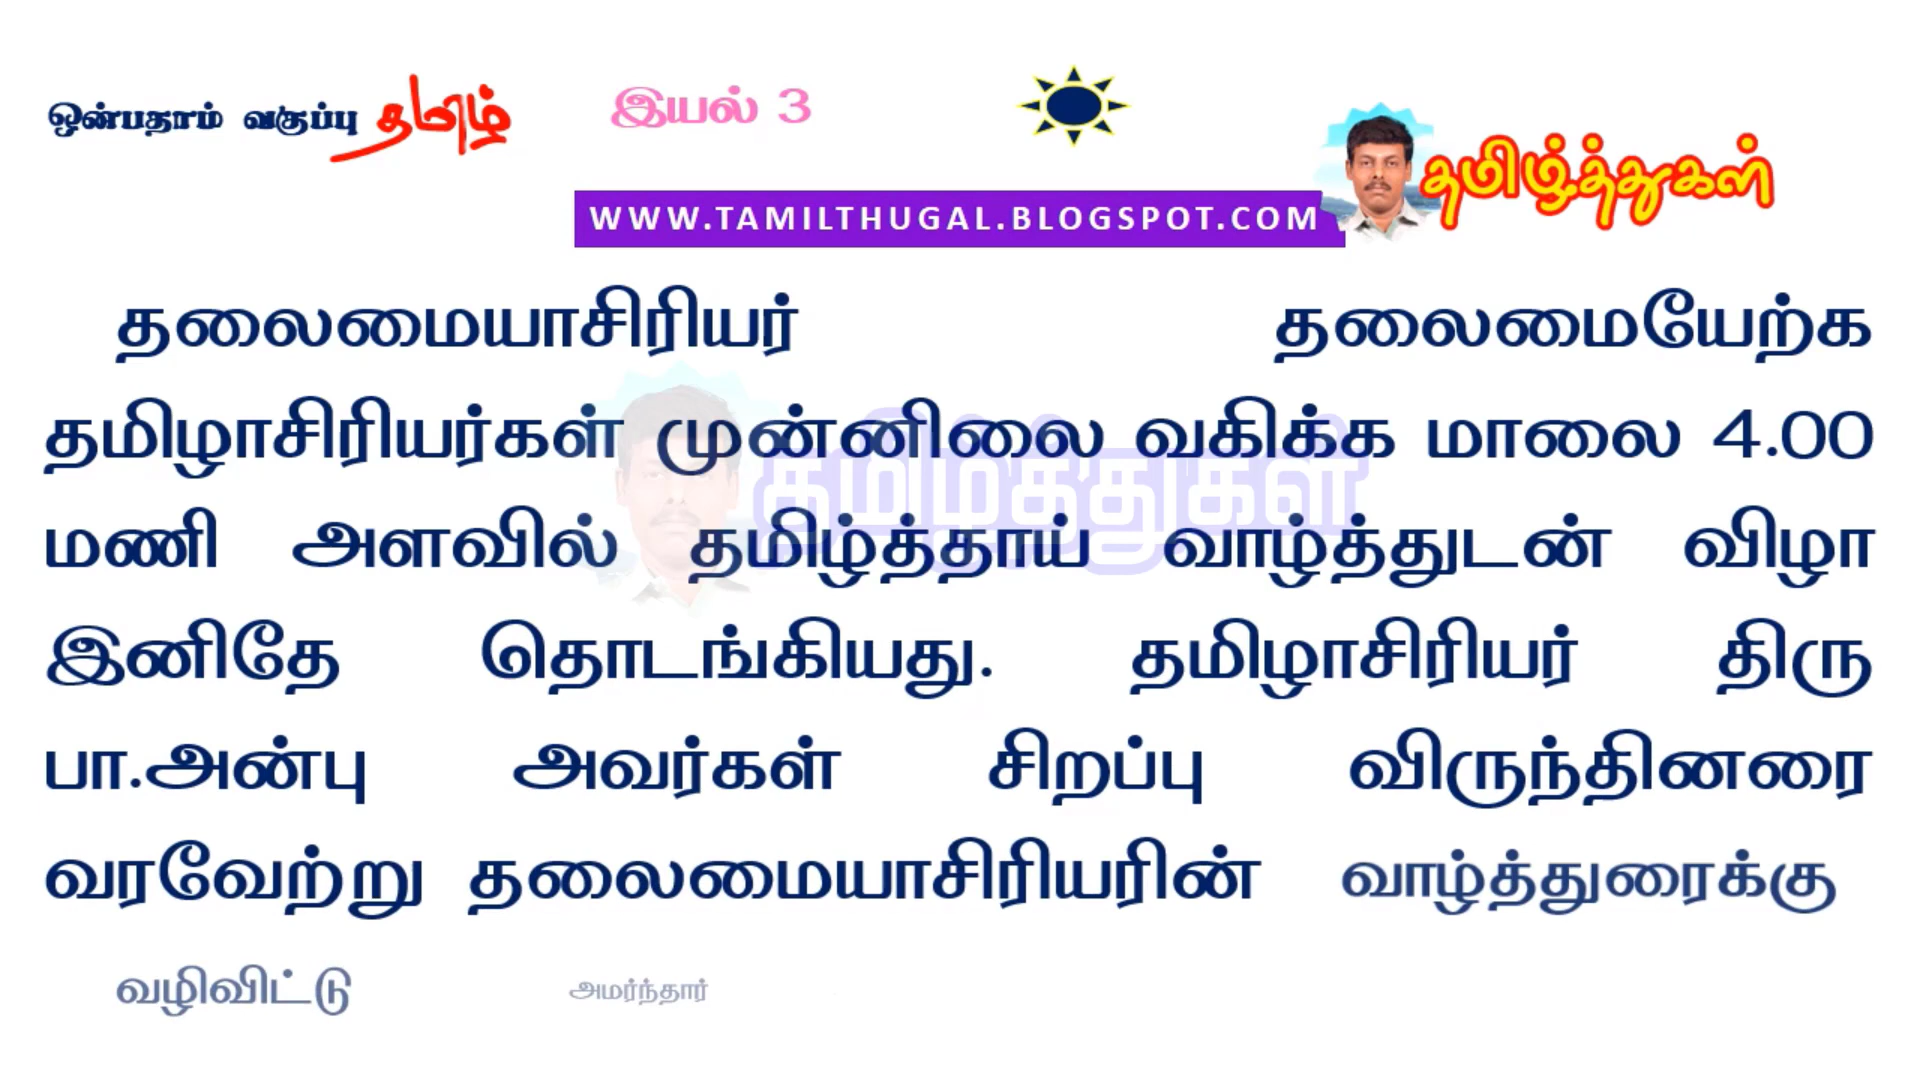 ஒன்பதாம் வகுப்பு தமிழ் இயல் 3
தமிழ்த்துகள்
WWW.TAMILTHUGAL.BLOGSPOT.COM
தலைமையாசிரியர் தலைமையேற்க
தமிழாசிரியர்கள் முன்னிலை வகிக்க மாலை 4.00
மணி அளவில் தமிழ்த்தாய் வாழ்த்துடன் விழா
இனிதே தொடங்கியது. தமிழாசிரியர் திரு
பா.அன்பு அவர்கள் சிறப்பு விருந்தினரை
வரவேற்று தலைமையாசிரியரின் வாழ்த்துரைக்கு
வழிவிட்டு அமர்ந்தார்
தமிழ்த்துகள்